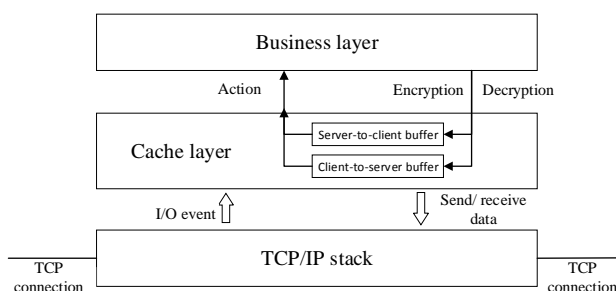 Business layer
Action
Encryption
Decryption
Server-to-client buffer
Cache layer
Client-to-server buffer
I/O event
Send/ receive
data
TCP/IP stack
TCP
connection
TCP
connection